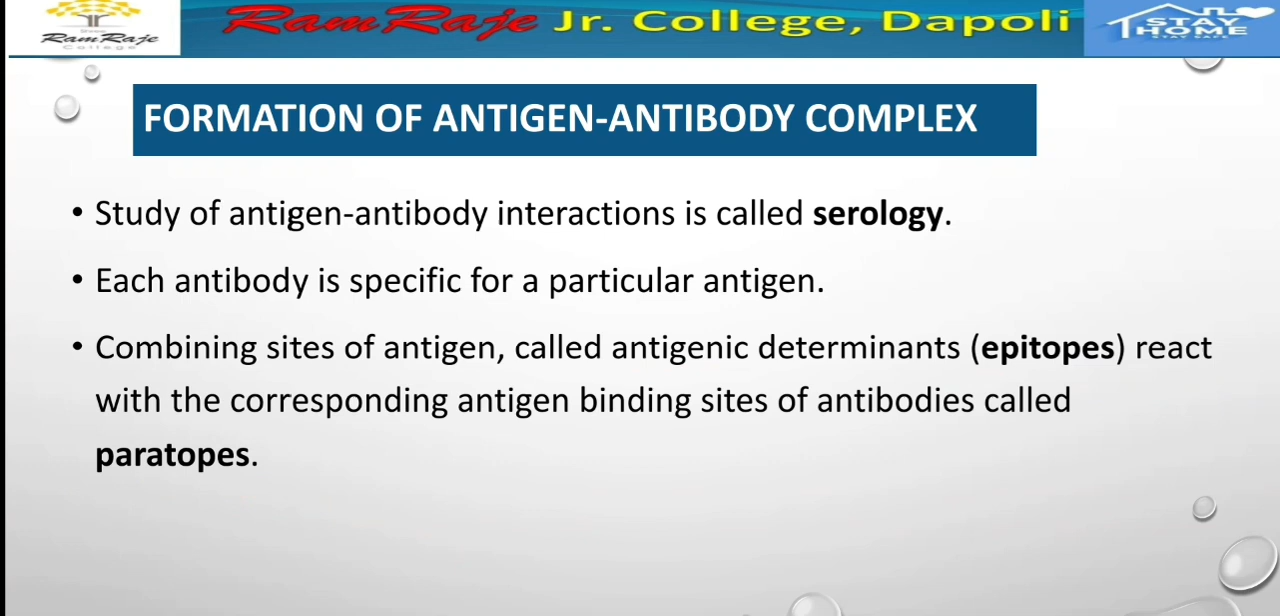 RamRaje
College
RamRaje Jr. College, Dapoli
STAY
HOME
STAY SAFE
FORMATION OF ANTIGEN-ANTIBODY COMPLEX
• Study of antigen-antibody interactions is called serology.
• Each antibody is specific for a particular antigen.
• Combining sites of antigen, called antigenic determinants (epitopes) react
with the corresponding antigen binding sites of antibodies called
paratopes.